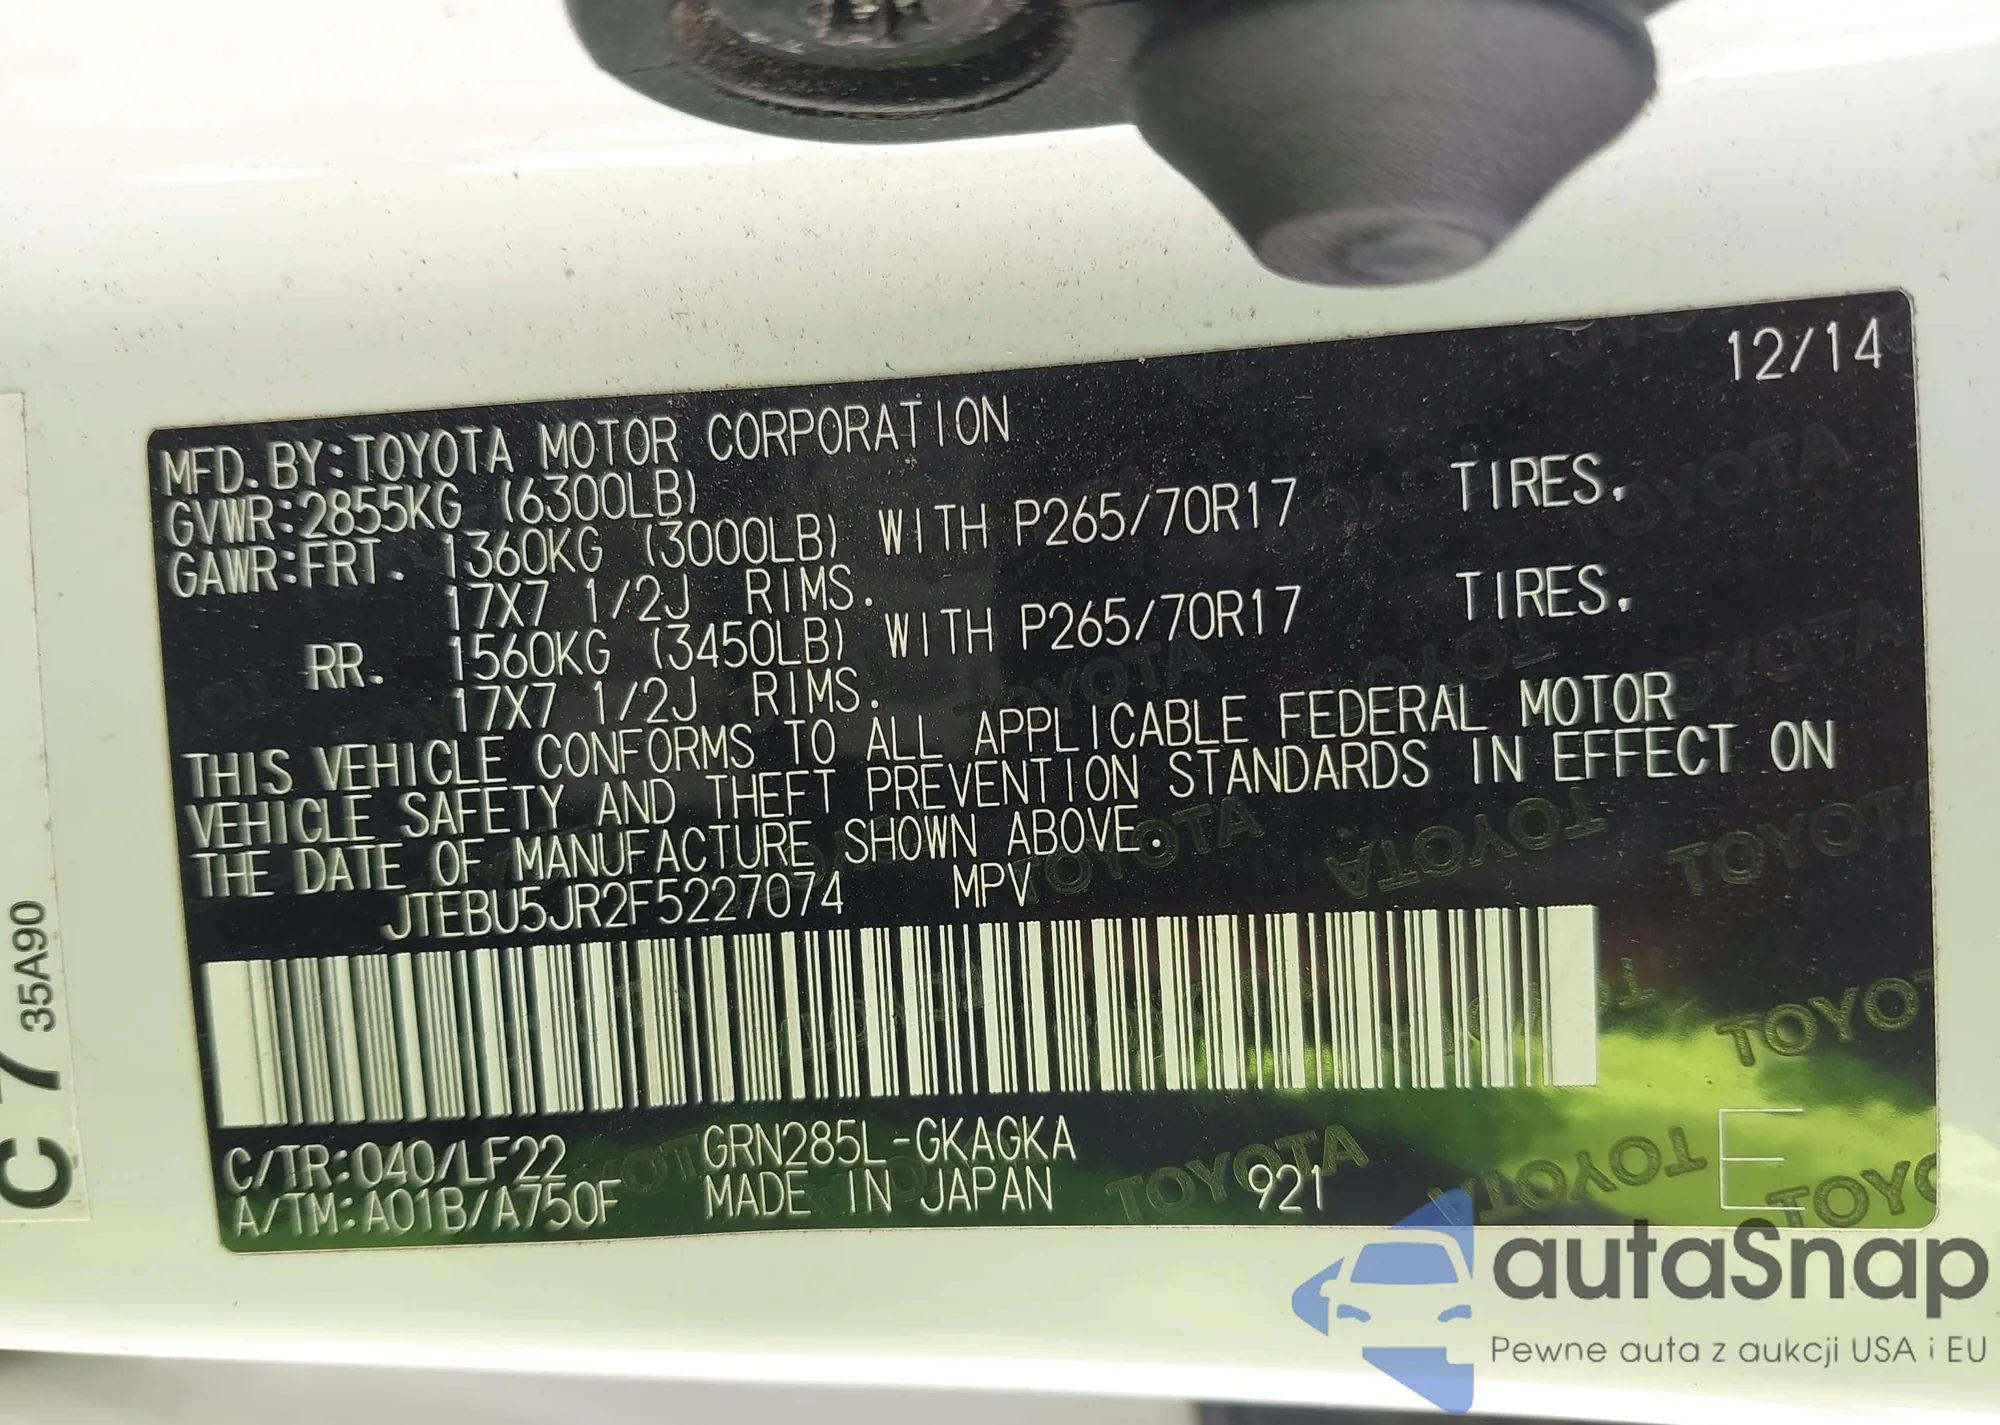 12/14
MFD. BY:TOYOTA MOTOR CORPORATION
GVWR:2855KG (6300LB)
GAWR:FRT. 1360KG (3000LB) WITH P265/70R17 TIRES.
17X7 1/2J RIMS.
RR. 1560KG (3450LB) WITH P265/70R17 TIRES.
17X7 1/2J RIMS.
THIS VEHICLE CONFORMS TO ALL APPLICABLE FEDERAL MOTOR
VEHICLE SAFETY AND THEFT PREVENTION STANDARDS IN EFFECT ON
THE DATE OF MANUFACTURE SHOWN ABOVE.
JTEBU5JR2F5227074 MPV
C/TR:040/LF22 GRN285L-GKAGKA
A/TM:A01B/A750F MADE IN JAPAN 921 E
C 7 35A90
autaSnap
Pewne auta z aukcji USA i EU